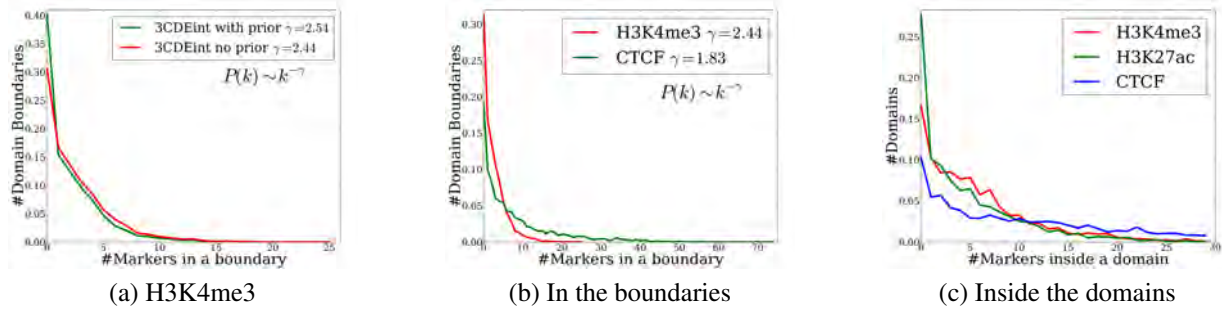 #Domain Boundaries
0.40
0.35
0.30
0.25
0.20
0.15
0.10
0.05
0.00
3CDEint with prior γ=2.54
3CDEint no prior γ=2.44
P(k)∼k^{-γ}
0 5 10 15 20 25
#Markers in a boundary
(a) H3K4me3
#Domain Boundaries
0.30
0.25
0.20
0.15
0.10
0.05
0.00
H3K4me3 γ=2.44
CTCF γ=1.83
P(k)∼k^{-γ}
0 10 20 30 40 50 60 70
#Markers in a boundary
(b) In the boundaries
#Domains
0.25
0.20
0.15
0.10
0.05
0.00
H3K4me3
H3K27ac
CTCF
0 5 10 15 20 25 30
#Markers inside a domain
(c) Inside the domains